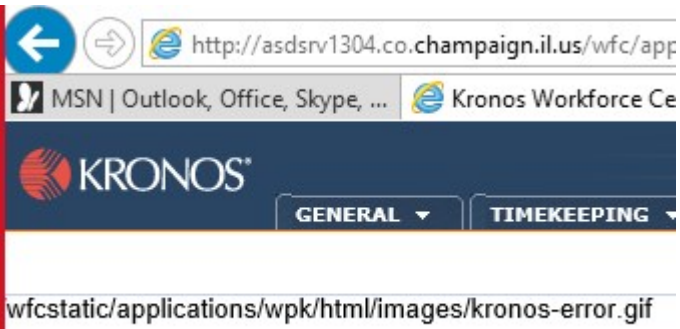 http://asdsrv1304.co.champaign.il.us/wfc/app
MSN | Outlook, Office, Skype, ... Kronos Workforce Ce
KRONOS®
GENERAL TIMEKEEPING
wfcstatic/applications/wpk/html/images/kronos-error.gif